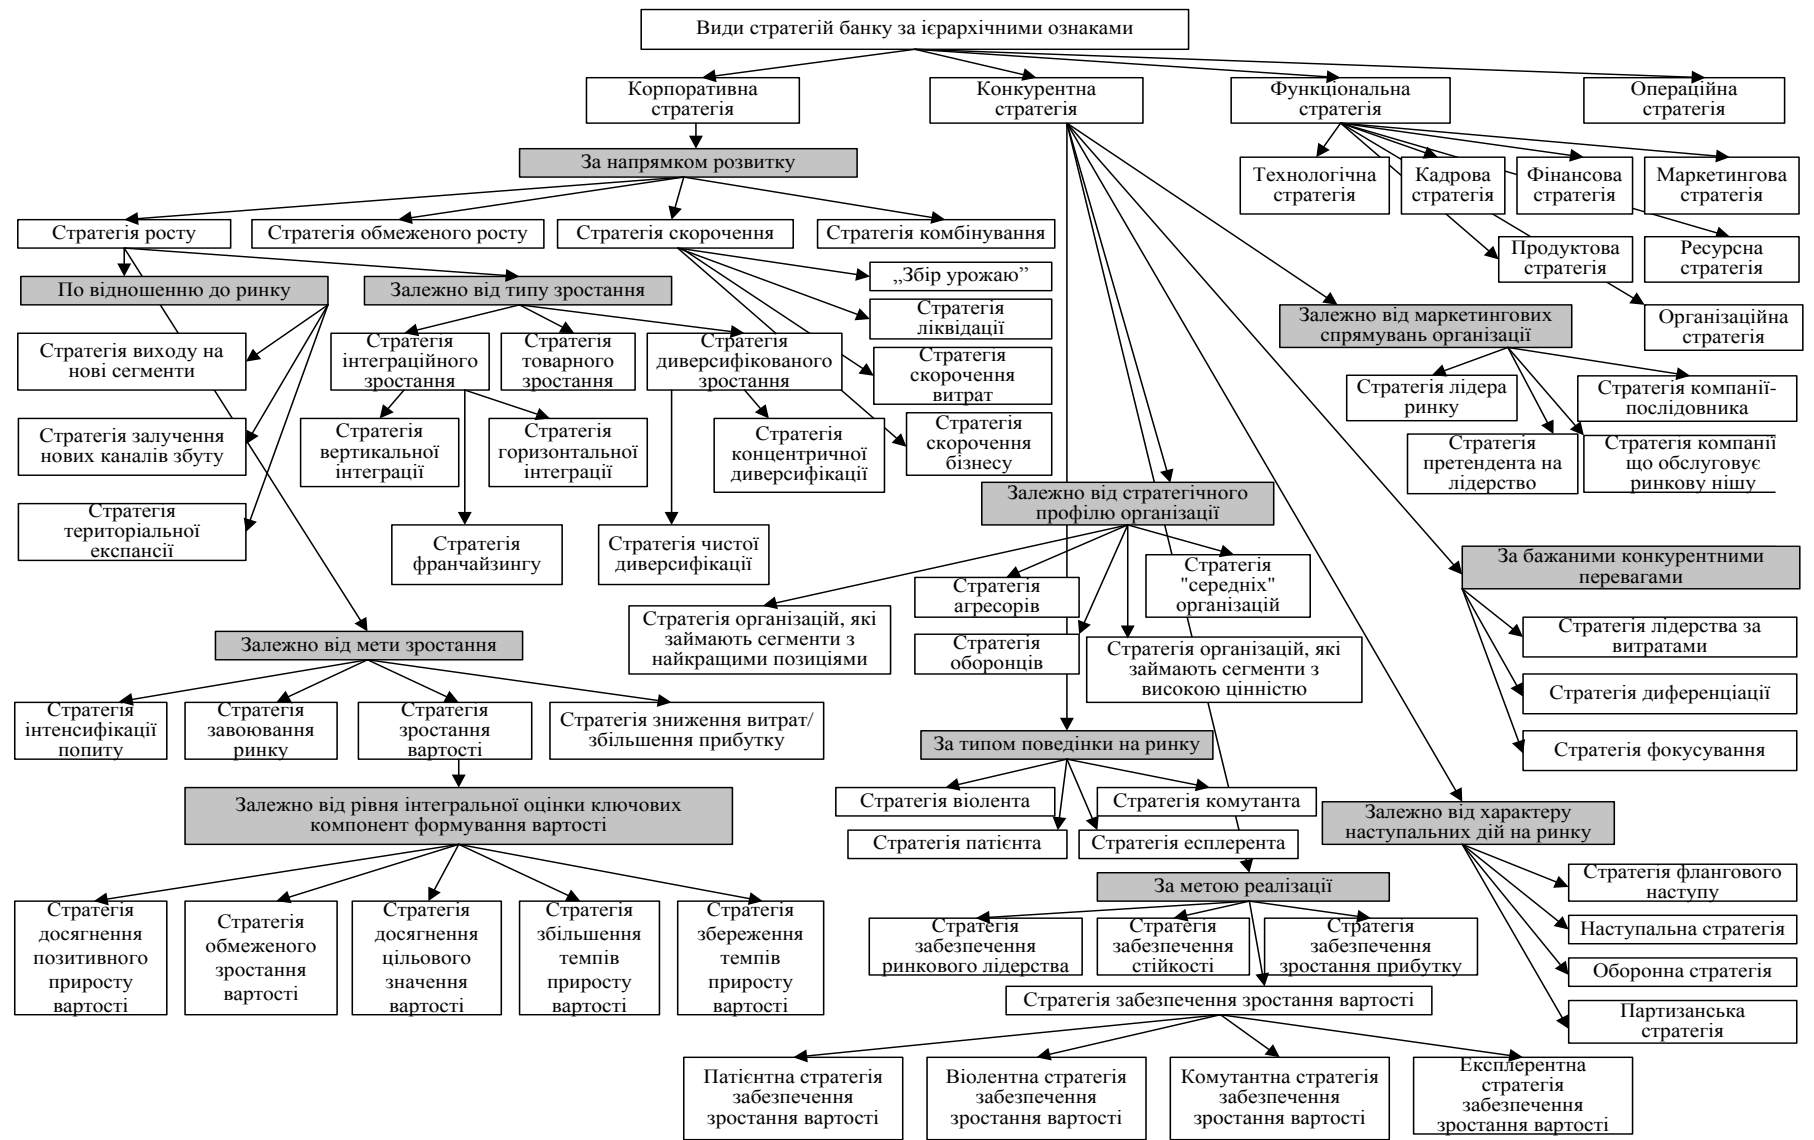 Види стратегій банку за ієрархічними ознаками
Корпоративна
стратегія
Конкурентна
стратегія
Функціональна
стратегія
Операційна
стратегія
За напрямком розвитку
Технологічна
стратегія
Кадрова
стратегія
Фінансова
стратегія
Маркетингова
стратегія
Стратегія росту
Стратегія обмеженого росту
Стратегія скорочення
Стратегія комбінування
Продуктова
стратегія
Ресурсна
стратегія
„Збір урожаю”
По відношенню до ринку
Залежно від типу зростання
Стратегія
ліквідації
Залежно від маркетингових
спрямувань організації
Організаційна
стратегія
Стратегія виходу на
нові сегменти
Стратегія
інтеграційного
зростання
Стратегія
товарного
зростання
Стратегія
диверсифікованого
зростання
Стратегія
скорочення
витрат
Стратегія лідера
ринку
Стратегія компанії-
послідовника
Стратегія залучення
нових каналів збуту
Стратегія
вертикальної
інтеграції
Стратегія
горизонтальної
інтеграції
Стратегія
концентричної
диверсифікації
Стратегія
скорочення
бізнесу
Стратегія
претендента на
лідерство
Стратегія компанії
що обслуговує
ринкову нішу
Залежно від стратегічного
профілю організації
Стратегія
територіальної
експансії
Стратегія
франчайзингу
Стратегія чистої
диверсифікації
Стратегія
"середніх"
організацій
За бажаними конкурентними
перевагами
Стратегія
агресорів
Стратегія організацій, які
займають сегменти з
найкращими позиціями
Стратегія
оборонців
Стратегія організацій, які
займають сегменти з
високою цінністю
Стратегія лідерства за
витратами
Залежно від мети зростання
Стратегія диференціації
Стратегія
інтенсифікації
попиту
Стратегія
завоювання
ринку
Стратегія
зростання
вартості
Стратегія зниження витрат/
збільшення прибутку
За типом поведінки на ринку
Стратегія фокусування
Залежно від рівня інтегральної оцінки ключових
компонент формування вартості
Стратегія віолента
Стратегія комутанта
Залежно від характеру
наступальних дій на ринку
Стратегія патієнта
Стратегія есплерента
За метою реалізації
Стратегія флангового
наступу
Стратегія
досягнення
позитивного
приросту
вартості
Стратегія
обмеженого
зростання
вартості
Стратегія
досягнення
цільового
значення
вартості
Стратегія
збільшення
темпів
приросту
вартості
Стратегія
збереження
темпів
приросту
вартості
Стратегія
забезпечення
ринкового лідерства
Стратегія
забезпечення
стійкості
Стратегія
забезпечення
зростання прибутку
Наступальна стратегія
Оборонна стратегія
Стратегія забезпечення зростання вартості
Партизанська
стратегія
Патієнтна стратегія
забезпечення
зростання вартості
Віолентна стратегія
забезпечення
зростання вартості
Комутантна стратегія
забезпечення
зростання вартості
Експлерентна
стратегія
забезпечення
зростання вартості